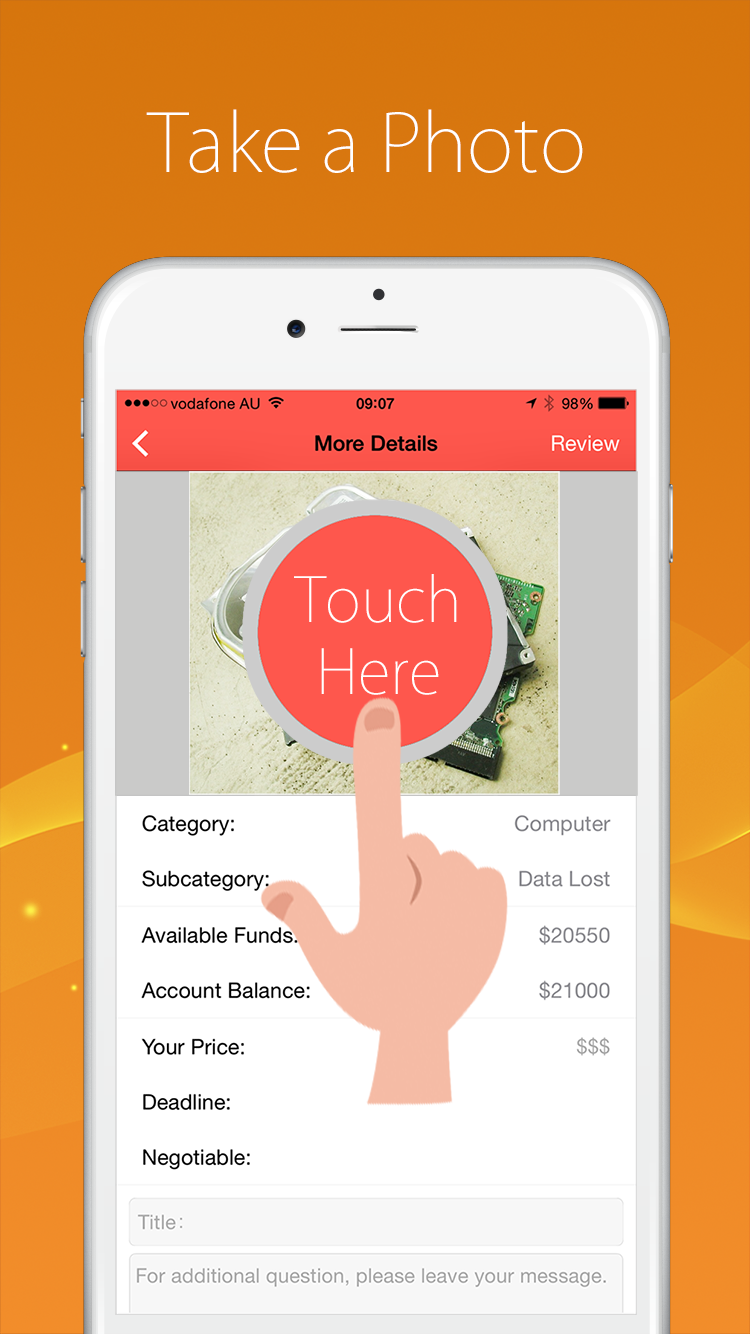 Take a Photo
vodafone AU 09:07 98%
More Details Review
Touch
Here
Category: Computer
Subcategory: Data Lost
Available Funds: $20550
Account Balance: $21000
Your Price: $$$
Deadline:
Negotiable:
Title:
For additional question, please leave your message.